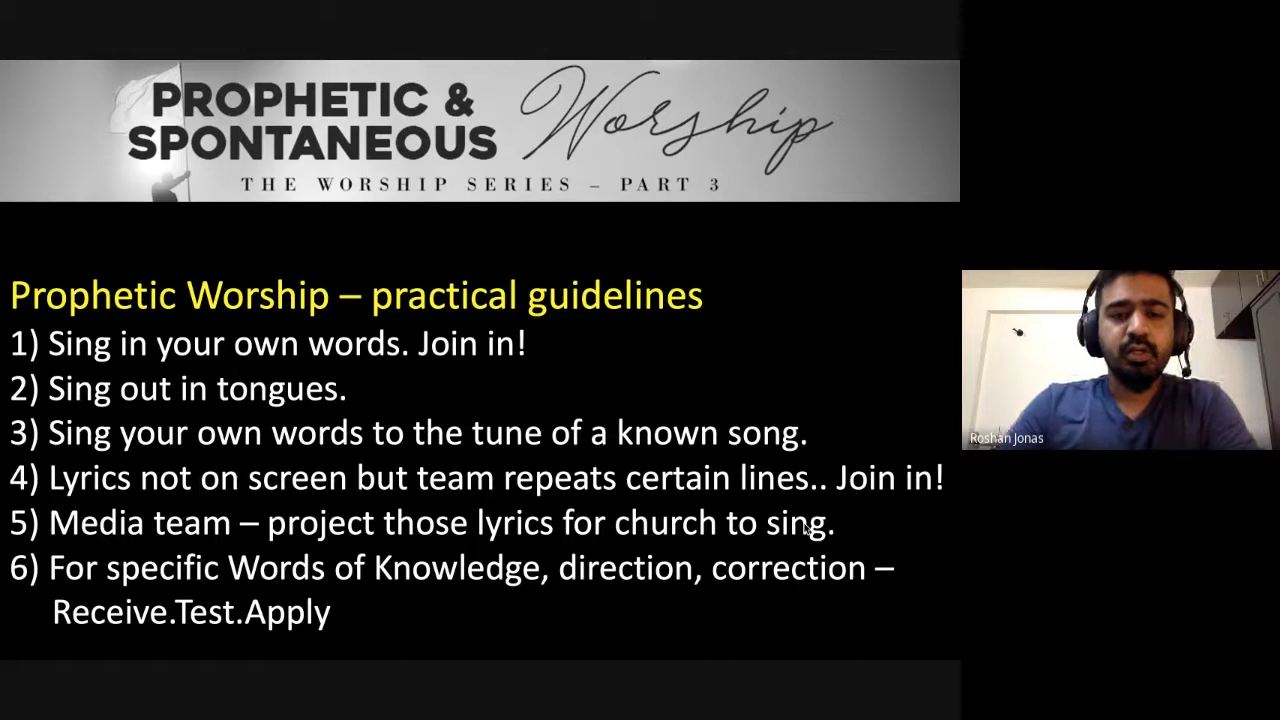 PROPHETIC &
SPONTANEOUS
Worship
THE WORSHIP SERIES – PART 3
Prophetic Worship – practical guidelines
1) Sing in your own words. Join in!
2) Sing out in tongues.
3) Sing your own words to the tune of a known song.
4) Lyrics not on screen but team repeats certain lines.. Join in!
5) Media team – project those lyrics for church to sing.
6) For specific Words of Knowledge, direction, correction –
Receive.Test.Apply
Roshan Jonas